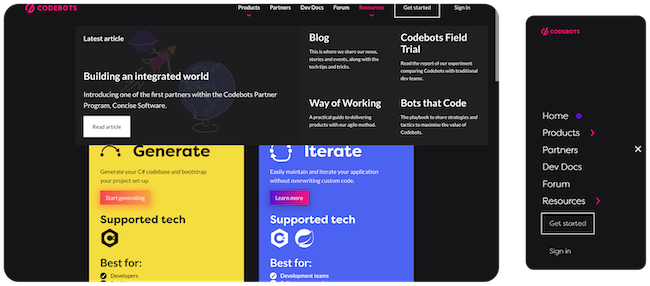 CODEBOTS
Products Partners Dev Docs Forum Resources Get started Sign in
Latest article
Building an integrated world
Introducing one of the first partners within the Codebots Partner
Program, Concise Software.
Read article
Blog
This is where we share our news,
stories and events, along with the
tech tips and tricks.
Codebots Field
Trial
Read the report of our experiment
comparing Codebots with traditional
dev teams.
Way of Working
A practical guide to delivering
products with our agile method.
Bots that Code
The playbook to share strategies and
tactics to maximise the value of
Codebots.
Generate
Generate your C# codebase and bootstrap
your project set-up.
Start generating
Supported tech
Best for:
Developers
Iterate
Easily maintain and iterate your application
without overwriting custom code.
Learn more
Supported tech
Best for:
Development teams
CODEBOTS
Home
Products
Partners
Dev Docs
Forum
Resources
Get started
Sign in